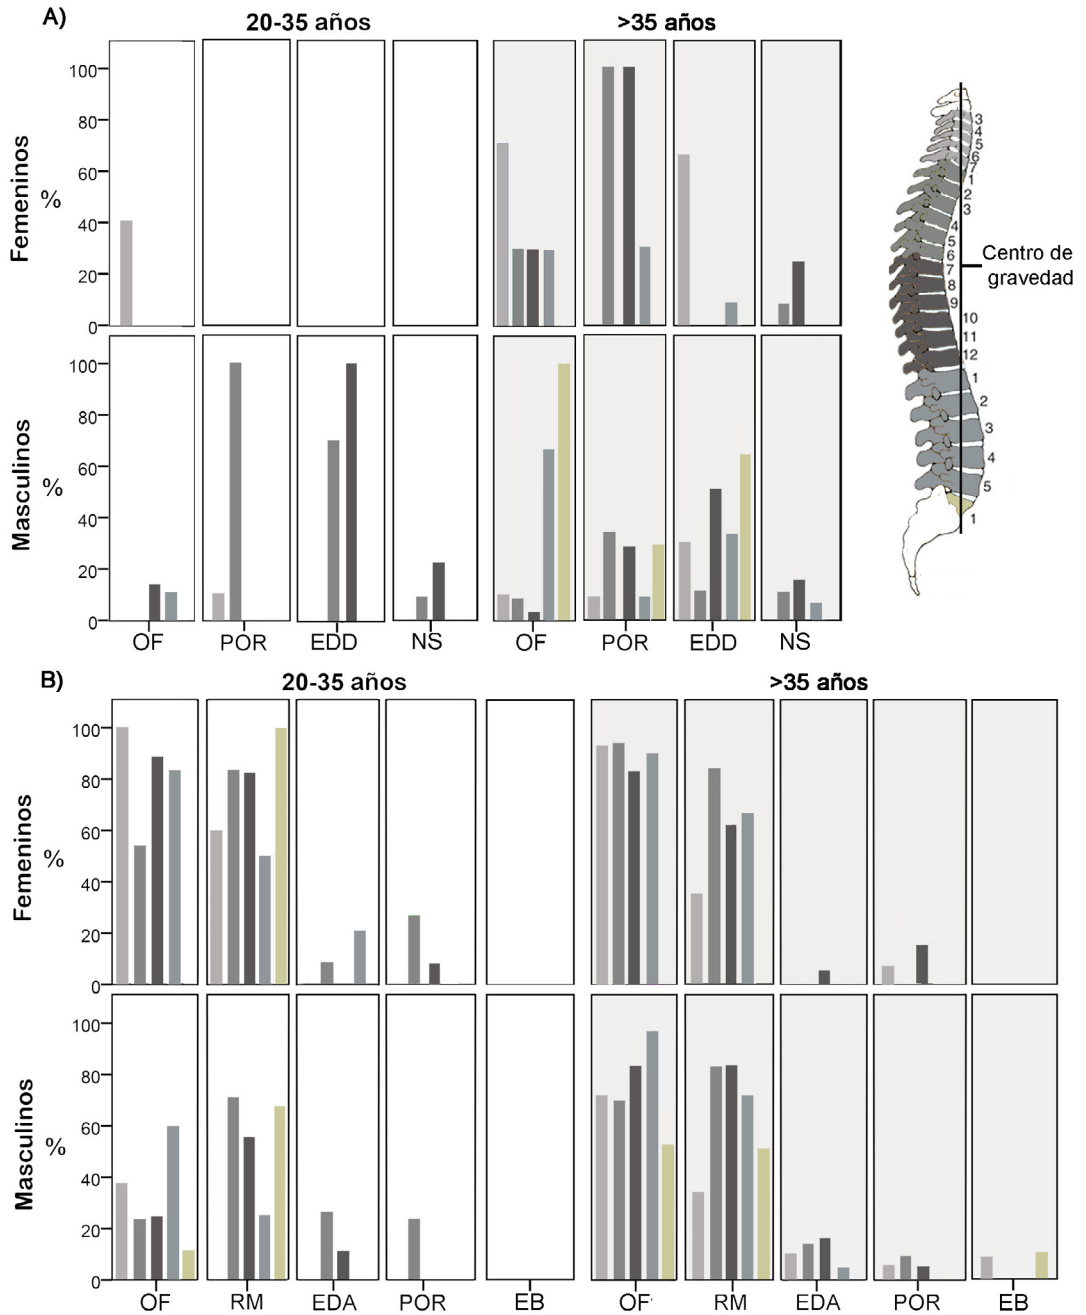 A)
20-35 años
>35 años
Femeninos
%
100
80
60
40
20
0
Masculinos
%
100
80
60
40
20
0
OF
POR
EDD
NS
OF
POR
EDD
NS
3
4
5
6
7
1
2
3
4
5
6
7
8
9
10
11
12
1
2
3
4
5
1
Centro de
gravedad
B)
20-35 años
>35 años
Femeninos
%
100
80
60
40
20
0
Masculinos
%
100
80
60
40
20
0
OF
RM
EDA
POR
EB
OF
RM
EDA
POR
EB